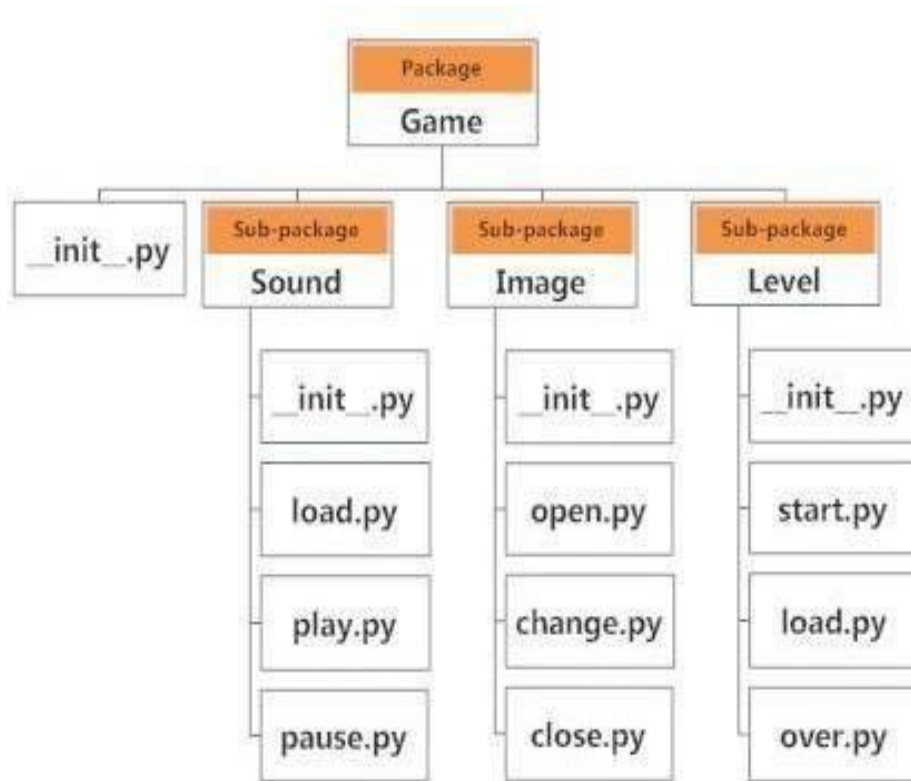 Package
Game
__init__.py
Sub-package
Sound
Sub-package
Image
Sub-package
Level
__init__.py
load.py
play.py
pause.py
__init__.py
open.py
change.py
close.py
__init__.py
start.py
load.py
over.py